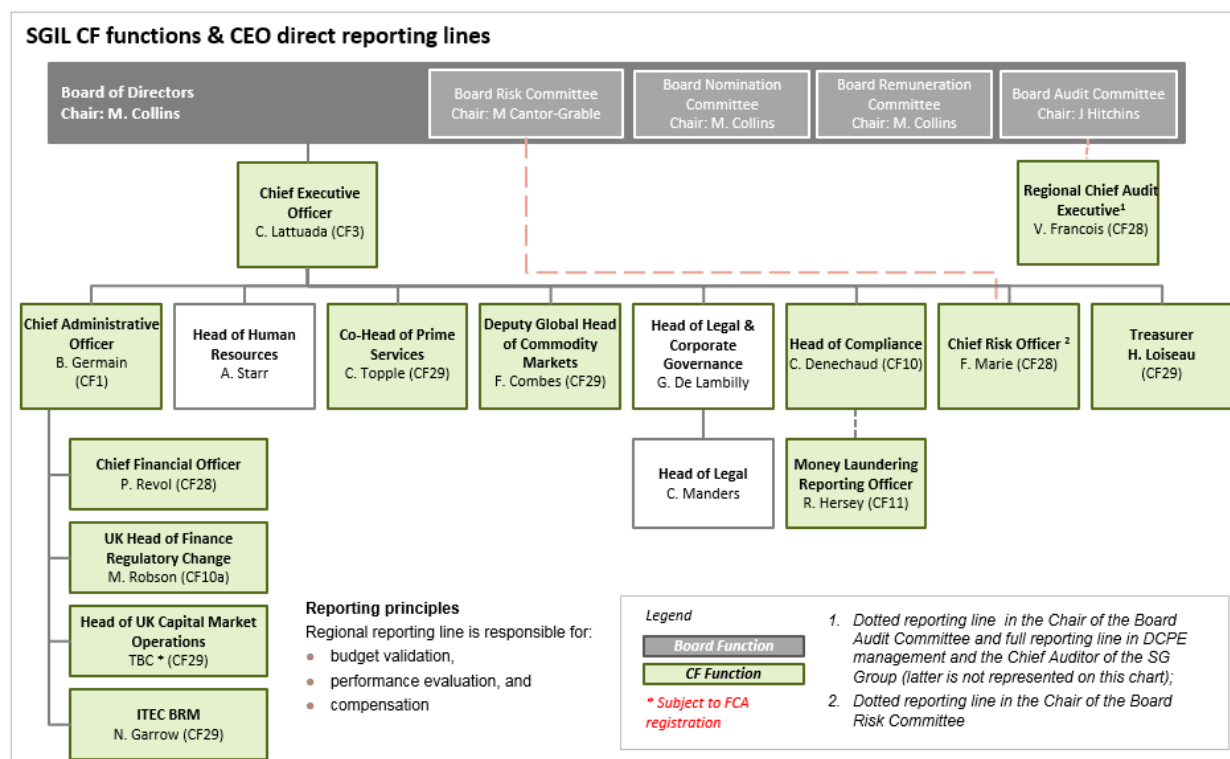 SGIL CF functions & CEO direct reporting lines
Board of Directors
Chair: M. Collins
Board Risk Committee
Chair: M Cantor-Grable
Board Nomination
Committee
Chair: M. Collins
Board Remuneration
Committee
Chair: M. Collins
Board Audit Committee
Chair: J Hitchins
Chief Executive
Officer
C. Lattuada (CF3)
Regional Chief Audit
Executive¹
V. Francois (CF28)
Chief Administrative
Officer
B. Germain
(CF1)
Head of Human
Resources
A. Starr
Co-Head of Prime
Services
C. Topple (CF29)
Deputy Global Head
of Commodity
Markets
F. Combes (CF29)
Head of Legal &
Corporate
Governance
G. De Lambilly
Head of Compliance
C. Denechaud (CF10)
Chief Risk Officer ²
F. Marie (CF28)
Treasurer
H. Loiseau
(CF29)
Chief Financial Officer
P. Revol (CF28)
Head of Legal
C. Manders
Money Laundering
Reporting Officer
R. Hersey (CF11)
UK Head of Finance
Regulatory Change
M. Robson (CF10a)
Head of UK Capital Market
Operations
TBC * (CF29)
ITEC BRM
N. Garrow (CF29)
Reporting principles
Regional reporting line is responsible for:
● budget validation,
● performance evaluation, and
● compensation
Legend
Board Function
CF Function
* Subject to FCA
registration
1. Dotted reporting line in the Chair of the Board
Audit Committee and full reporting line in DCPE
management and the Chief Auditor of the SG
Group (latter is not represented on this chart);
2. Dotted reporting line in the Chair of the Board
Risk Committee